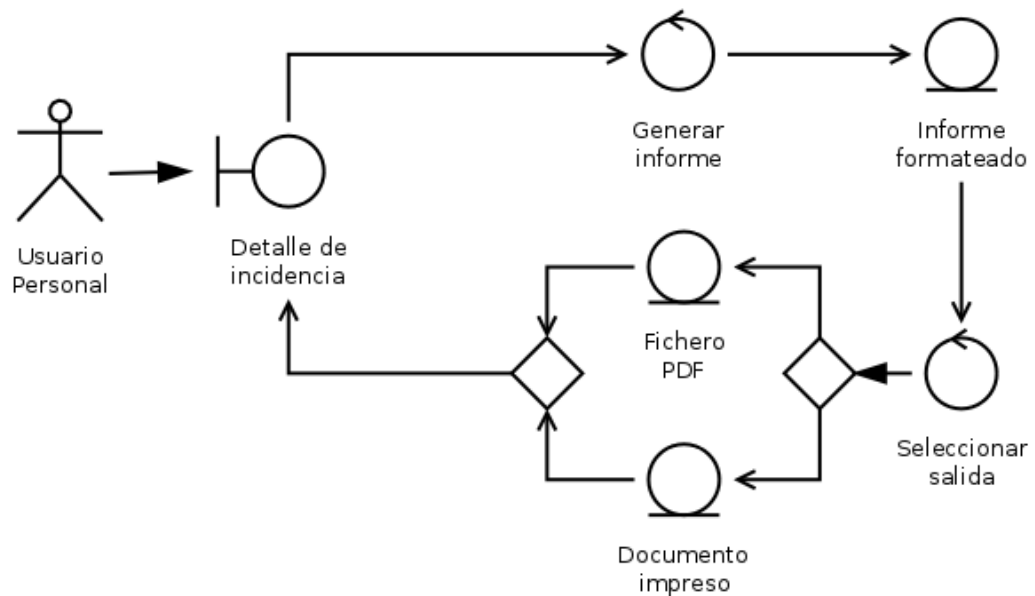 Generar
informe
Informe
formateado
Usuario
Personal
Detalle de
incidencia
Fichero
PDF
Seleccionar
salida
Documento
impreso